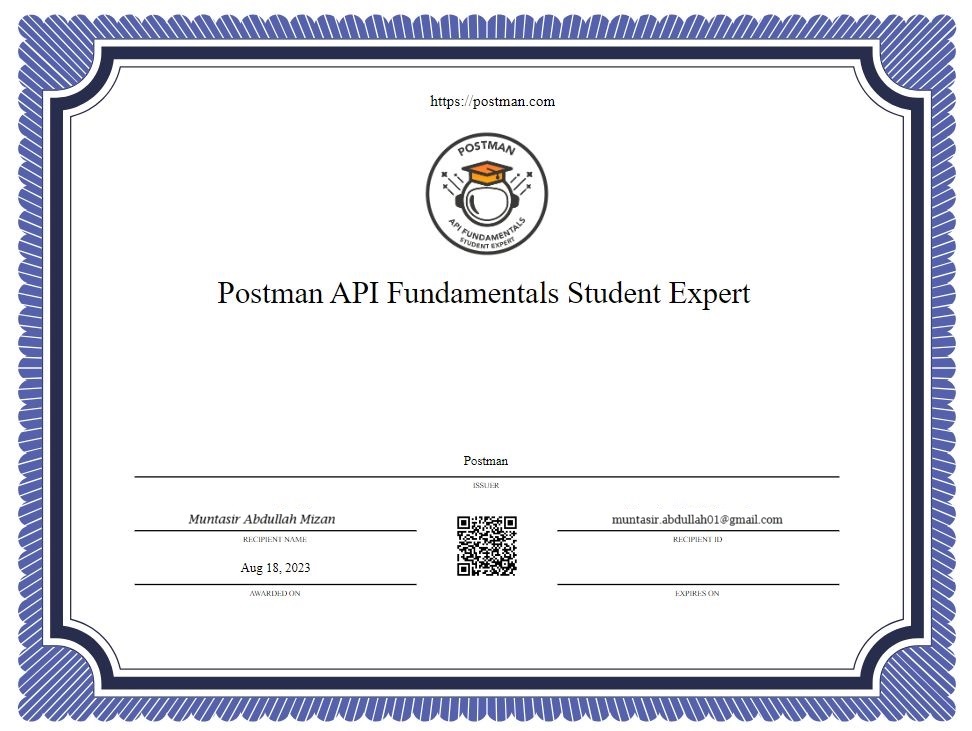 https://postman.com
POSTMAN
API FUNDAMENTALS
STUDENT EXPERT
Postman API Fundamentals Student Expert
Postman
ISSUER
Muntasir Abdullah Mizan
muntasir.abdullah01@gmail.com
RECIPIENT NAME
RECIPIENT ID
Aug 18, 2023
AWARDED ON
EXPIRES ON